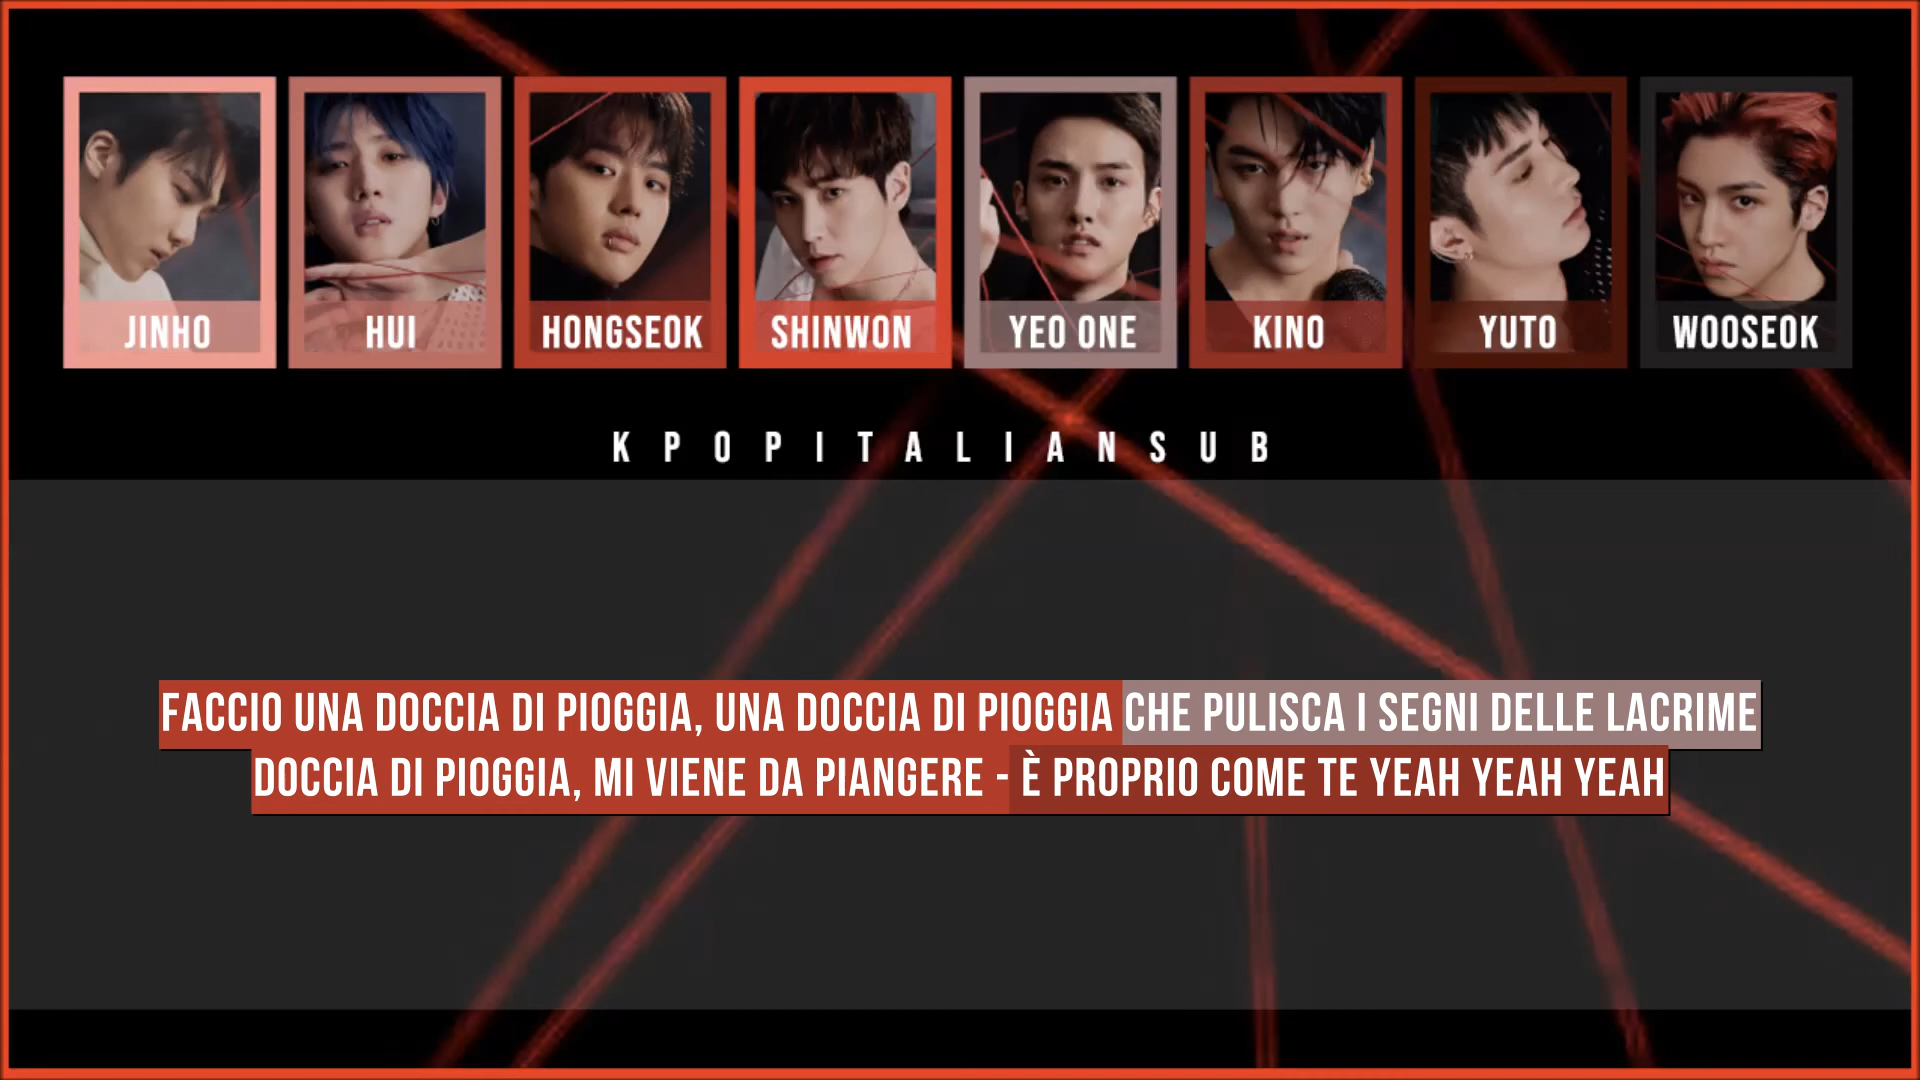 JINHO HUI HONGSEOK SHINWON YEO ONE KINO YUTO WOOSEOK
KPOPITALIANSUB
FACCIO UNA DOCCIA DI PIOGGIA, UNA DOCCIA DI PIOGGIA CHE PULISCA I SEGNI DELLE LACRIME
DOCCIA DI PIOGGIA, MI VIENE DA PIANGERE - È PROPRIO COME TE YEAH YEAH YEAH